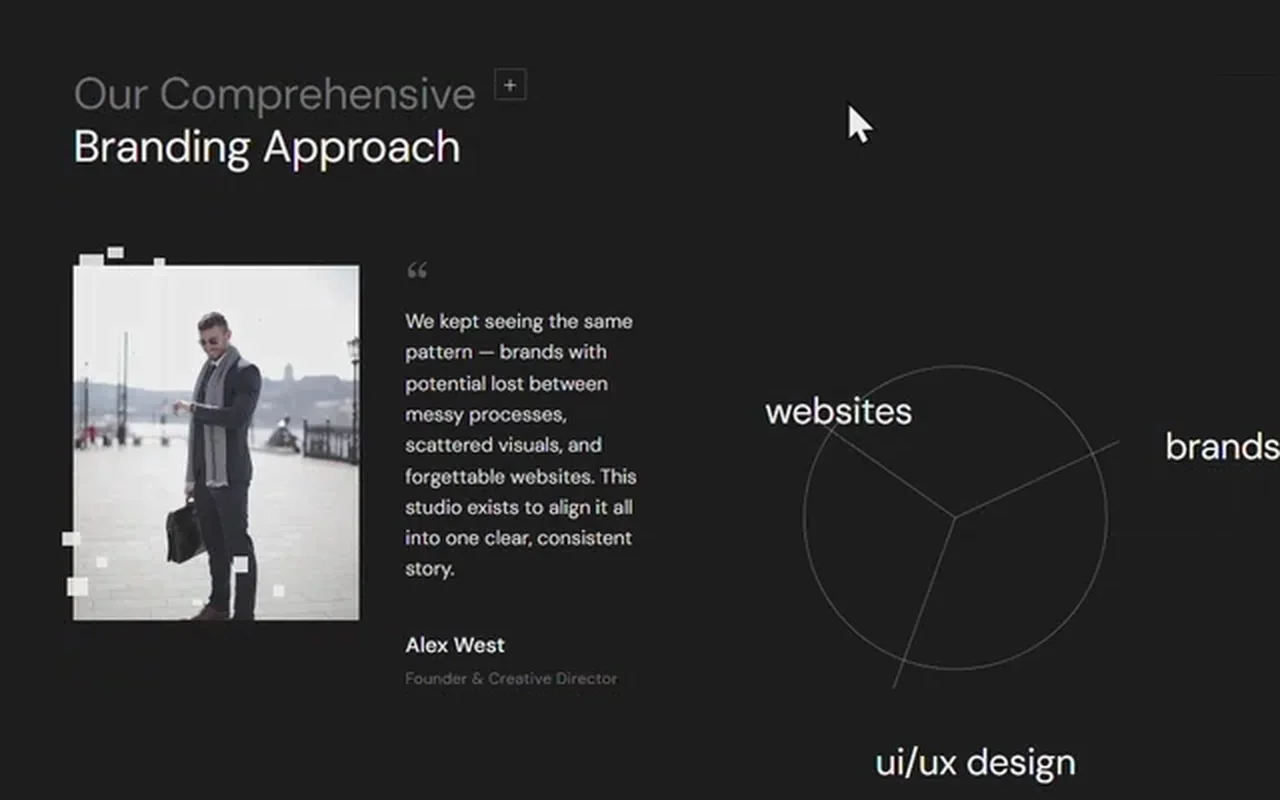 Our Comprehensive +
Branding Approach
“
We kept seeing the same
pattern — brands with
potential lost between
messy processes,
scattered visuals, and
forgettable websites. This
studio exists to align it all
into one clear, consistent
story.
Alex West
Founder & Creative Director
websites
brands
ui/ux design